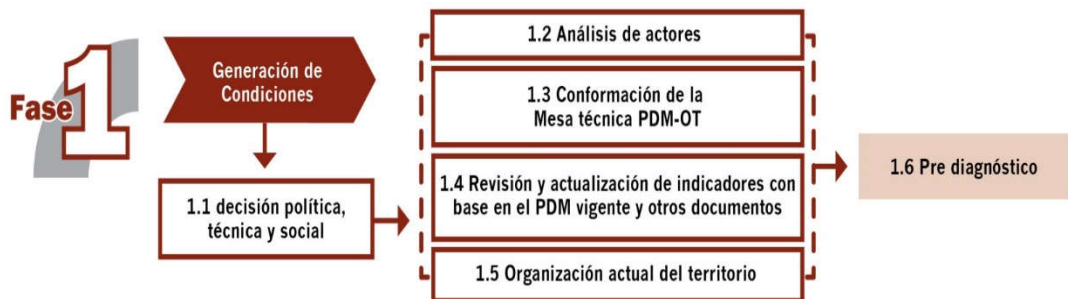 Fase 1
Generación de
Condiciones
1.1 decisión política,
técnica y social
1.2 Análisis de actores
1.3 Conformación de la
Mesa técnica PDM-OT
1.4 Revisión y actualización de indicadores con
base en el PDM vigente y otros documentos
1.5 Organización actual del territorio
1.6 Pre diagnóstico